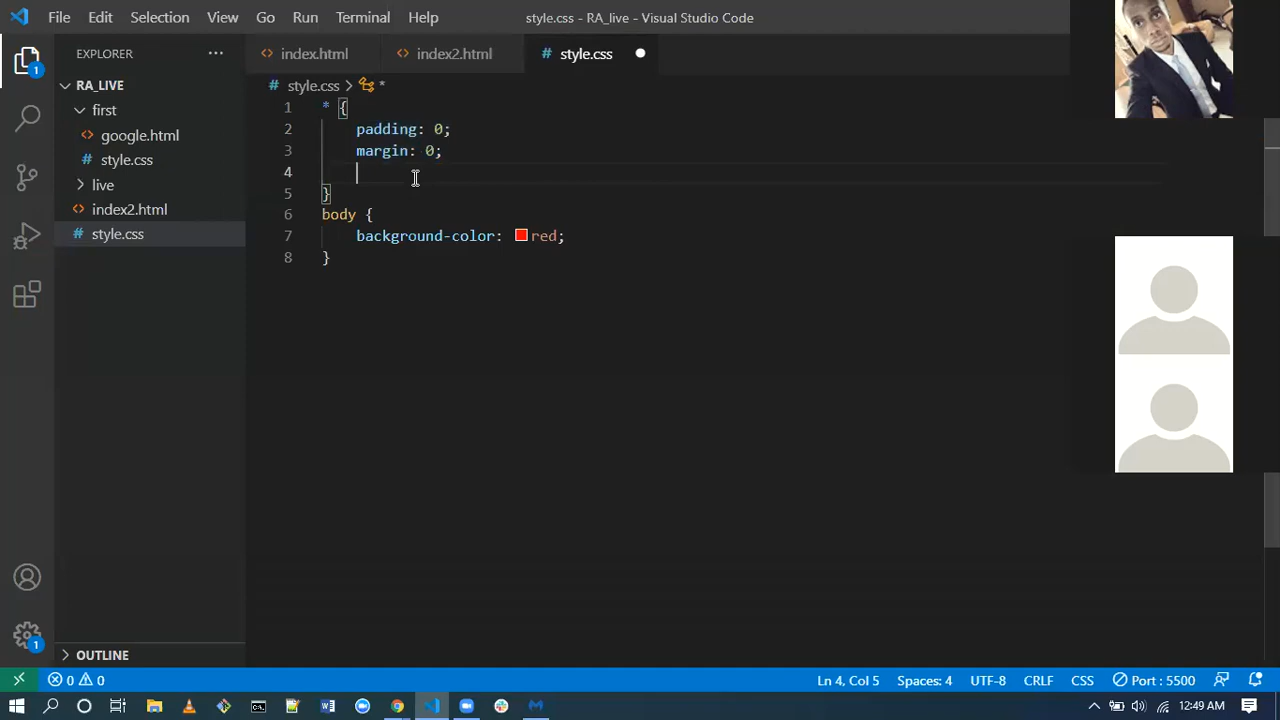 File Edit Selection View Go Run Terminal Help style.css - RA_live - Visual Studio Code
EXPLORER ··· index.html index2.html style.css
1
RA_LIVE
# style.css > *
first
1 * {
google.html
2 padding: 0;
# style.css
3 margin: 0;
live
4
5 }
index2.html
6 body {
# style.css
7 background-color: red;
8 }
1
OUTLINE
0 0 Ln 4, Col 5 Spaces: 4 UTF-8 CRLF CSS Port : 5500
12:49 AM